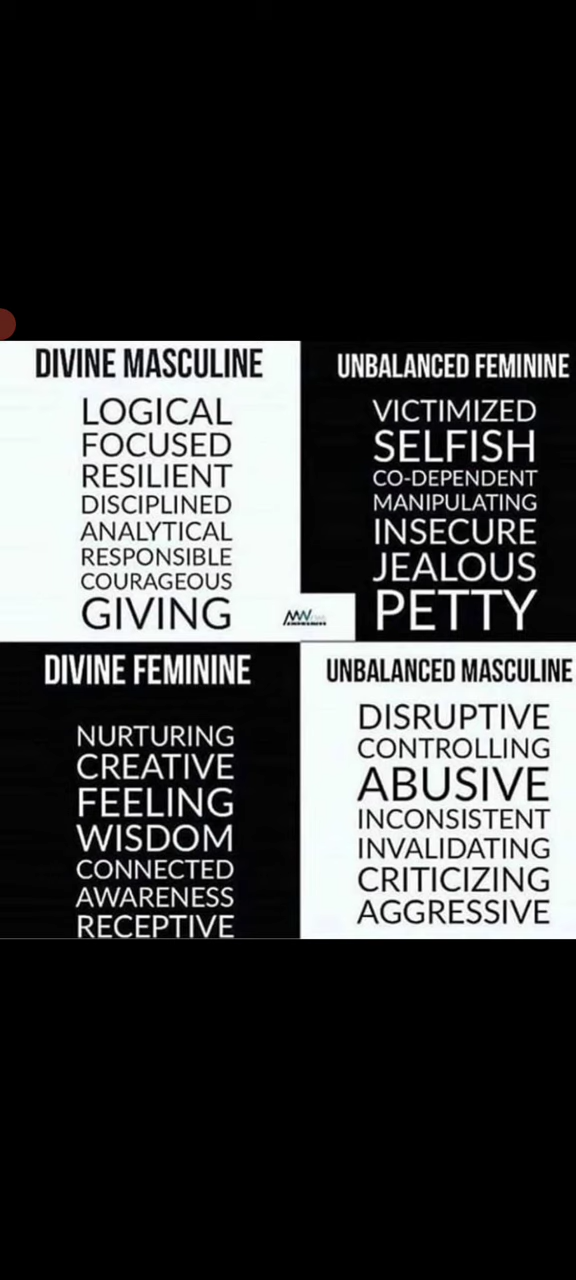 DIVINE MASCULINE
LOGICAL
FOCUSED
RESILIENT
DISCIPLINED
ANALYTICAL
RESPONSIBLE
COURAGEOUS
GIVING
UNBALANCED FEMININE
VICTIMIZED
SELFISH
CO-DEPENDENT
MANIPULATING
INSECURE
JEALOUS
PETTY
DIVINE FEMININE
NURTURING
CREATIVE
FEELING
WISDOM
CONNECTED
AWARENESS
RECEPTIVE
UNBALANCED MASCULINE
DISRUPTIVE
CONTROLLING
ABUSIVE
INCONSISTENT
INVALIDATING
CRITICIZING
AGGRESSIVE